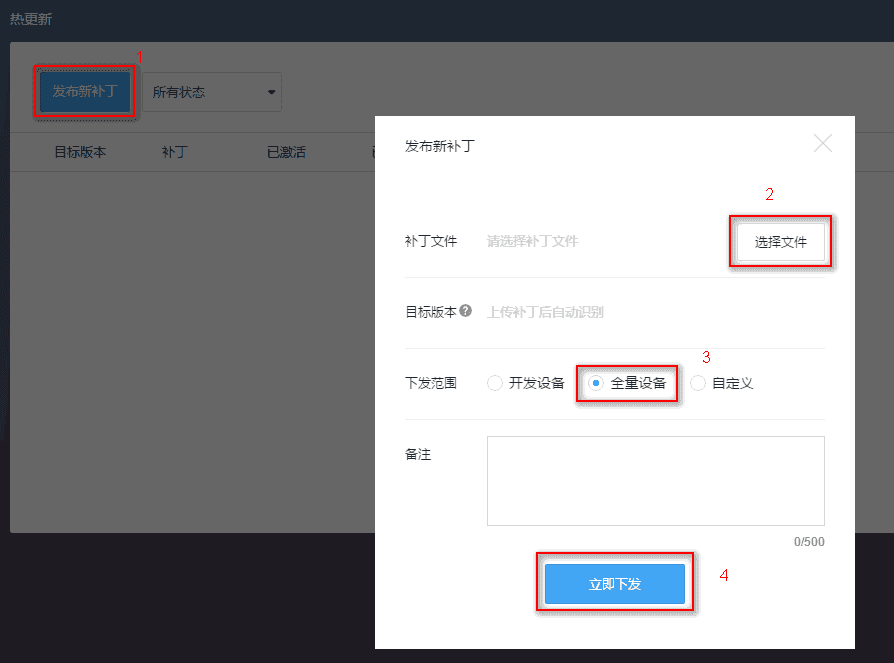 热更新
1
发布新补丁
所有状态
目标版本 补丁 已激活
发布新补丁
2
补丁文件 请选择补丁文件 选择文件
目标版本 ? 上传补丁后自动识别
3
下发范围 开发设备 全量设备 自定义
备注
0/500
立即下发 4